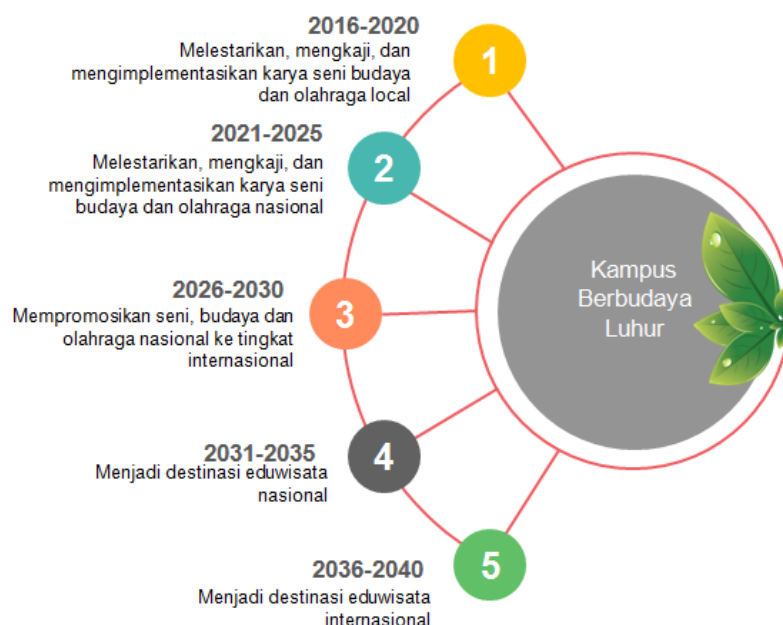 2016-2020
Melestarikan, mengkaji, dan
mengimplementasikan karya seni budaya
dan olahraga local
1
2021-2025
Melestarikan, mengkaji, dan
mengimplementasikan karya seni
budaya dan olahraga nasional
2
2026-2030
Mempromosikan seni, budaya dan
olahraga nasional ke tingkat
internasional
3
2031-2035
Menjadi destinasi eduwisata
nasional
4
2036-2040
Menjadi destinasi eduwisata
internasional
5
Kampus
Berbudaya
Luhur